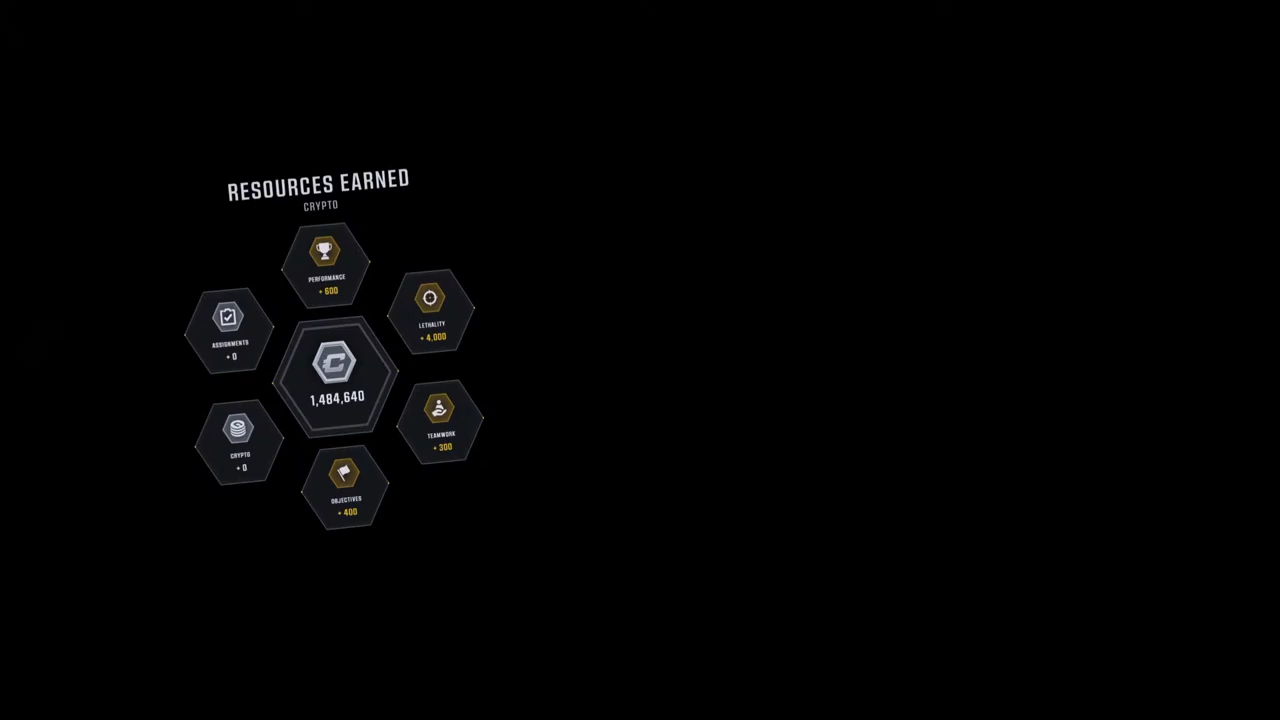 RESOURCES EARNED
CRYPTO
PERFORMANCE
+ 600
LETHALITY
+ 4,000
ASSIGNMENTS
+ 0
1,484,640
TEAMWORK
+ 300
CRYPTO
+ 0
OBJECTIVES
+ 400